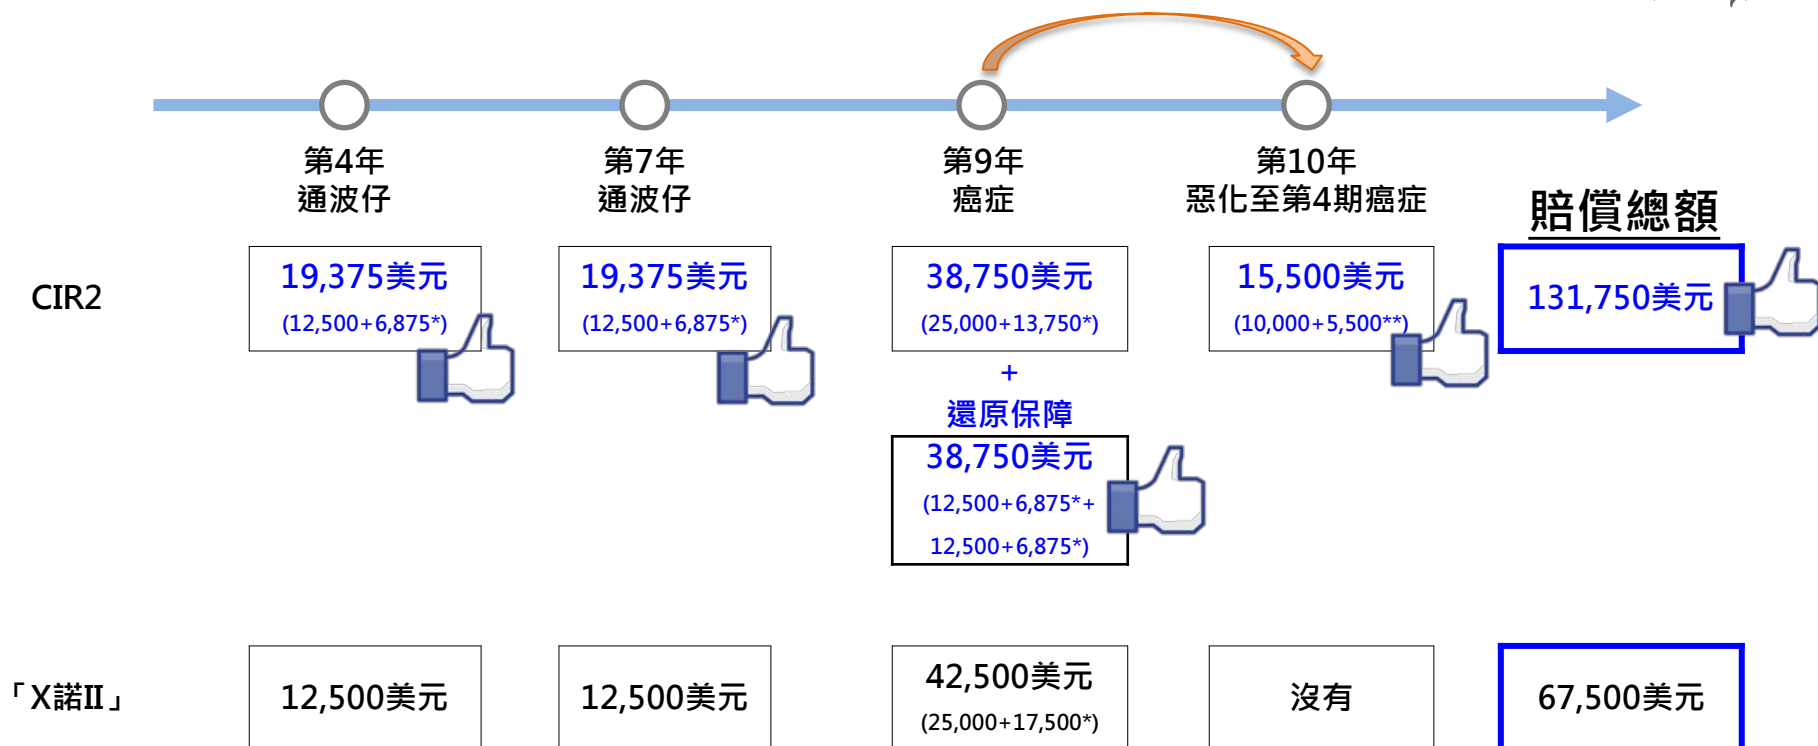 第4年
通波仔
第7年
通波仔
第9年
癌症
第10年
惡化至第4期癌症
賠償總額
CIR2
19,375美元
(12,500+6,875*)
19,375美元
(12,500+6,875*)
38,750美元
(25,000+13,750*)
+
還原保障
38,750美元
(12,500+6,875*+
12,500+6,875*)
15,500美元
(10,000+5,500**)
131,750美元
「X諾II」
12,500美元
12,500美元
42,500美元
(25,000+17,500*)
沒有
67,500美元